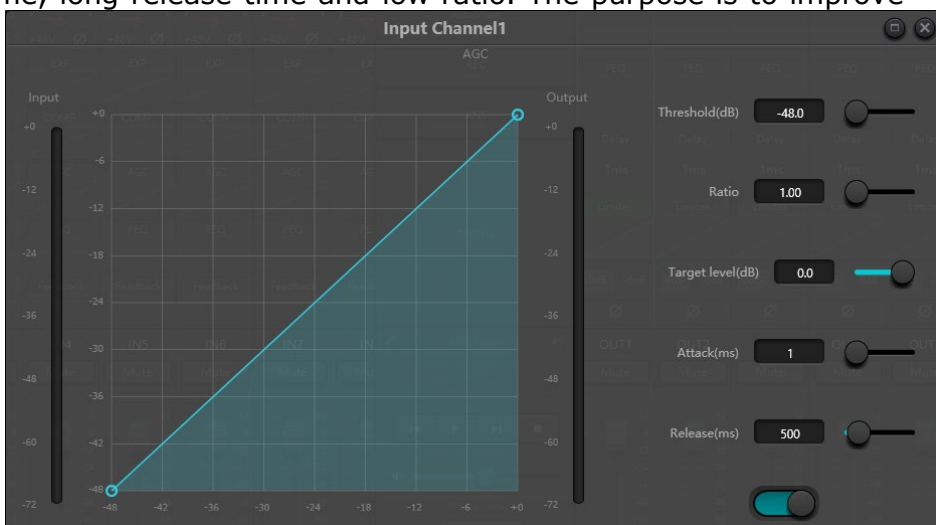 ne, long release time and low ratio. The purpose is to improve
Input Channel1
AGC
Input
Output
Threshold(dB) -48.0
Ratio 1.00
Target level(dB) 0.0
Attack(ms) 1
Release(ms) 500
+0
-12
-24
-36
-48
-60
-72
+0
-6
-12
-18
-24
-30
-36
-42
-48
-48 -42 -36 -30 -24 -18 -12 -6 +0
+0
-12
-24
-36
-48
-60
-72